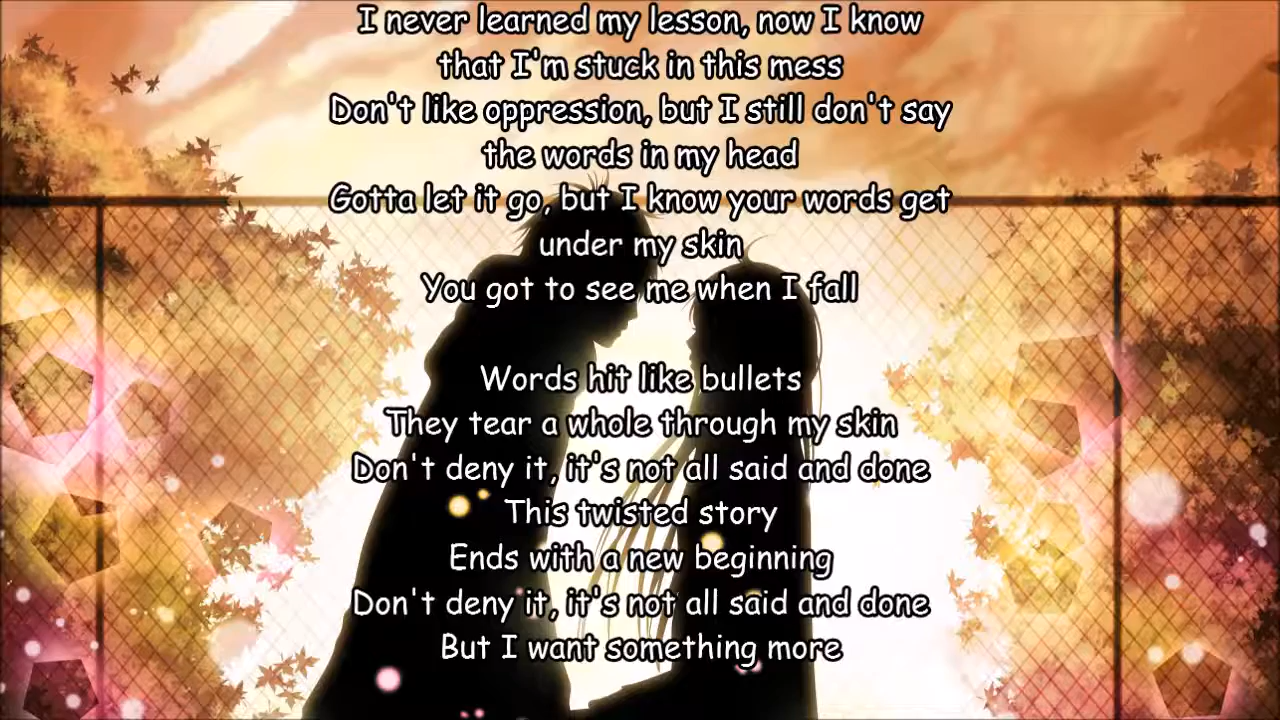 I never learned my lesson, now I know
that I'm stuck in this mess
Don't like oppression, but I still don't say
the words in my head
Gotta let it go, but I know your words get
under my skin
You got to see me when I fall
Words hit like bullets
They tear a whole through my skin
Don't deny it, it's not all said and done
This twisted story
Ends with a new beginning
Don't deny it, it's not all said and done
But I want something more